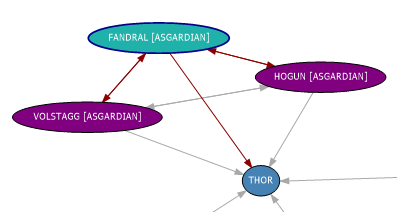 FANDRAL [ASGARDIAN]
HOGUN [ASGARDIAN]
VOLSTAGG [ASGARDIAN]
THOR